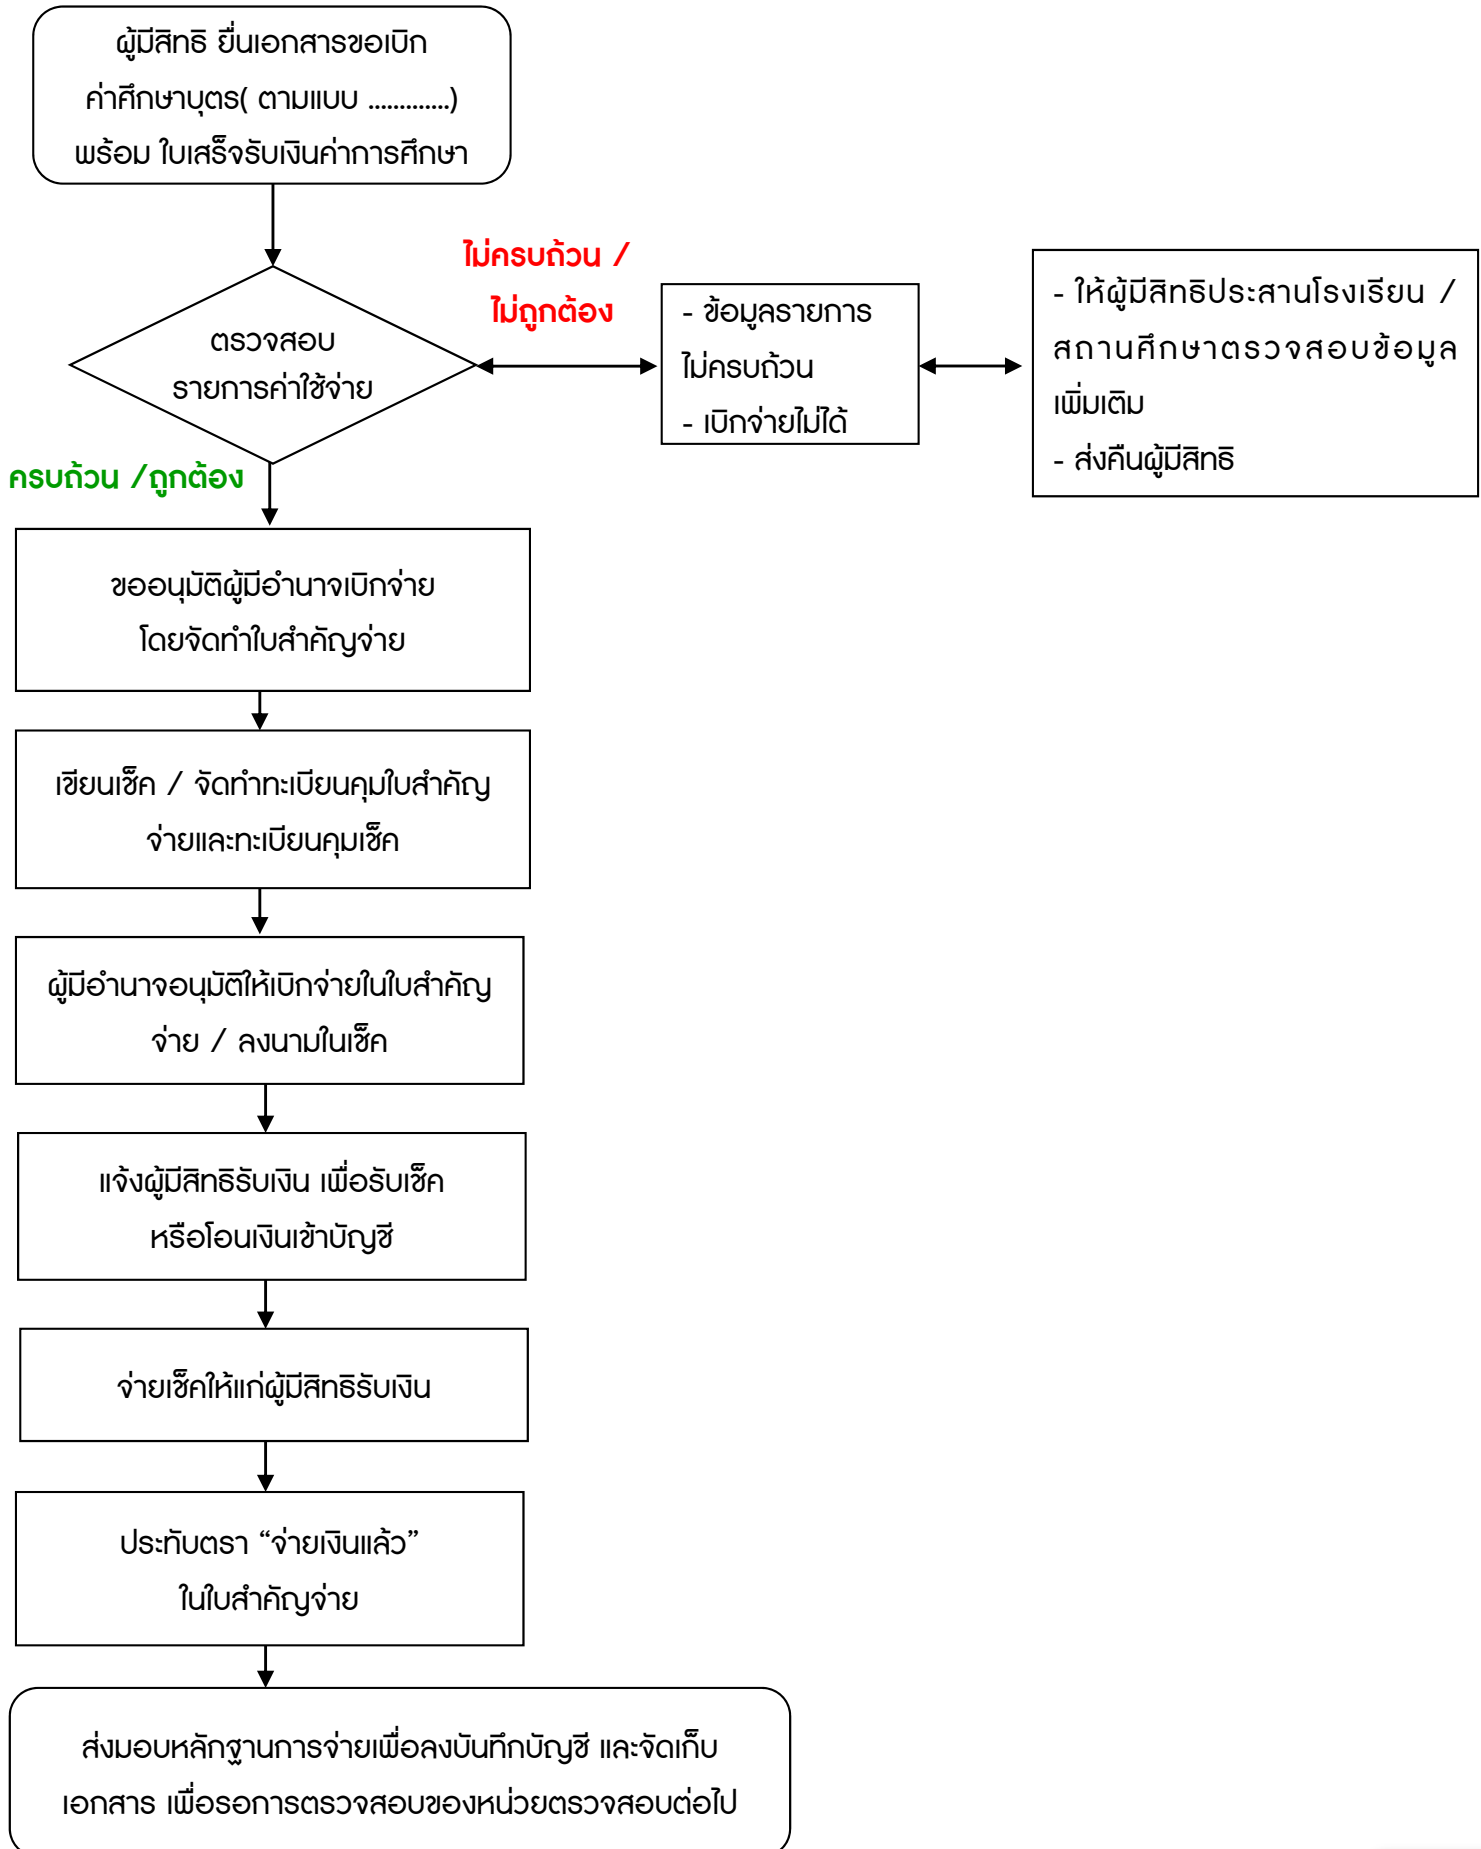 ผู้มีสิทธิ ยื่นเอกสารขอเบิก
ค่าศึกษาบุตร( ตามแบบ .............)
พร้อม ใบเสร็จรับเงินค่าการศึกษา
ไม่ครบถ้วน /
ไม่ถูกต้อง
ตรวจสอบ
รายการค่าใช้จ่าย
- ข้อมูลรายการ
ไม่ครบถ้วน
- เบิกจ่ายไม่ได้
- ให้ผู้มีสิทธิประสานโรงเรียน /
สถานศึกษาตรวจสอบข้อมูล
เพิ่มเติม
- ส่งคืนผู้มีสิทธิ
ครบถ้วน /ถูกต้อง
ขออนุมัติผู้มีอำนาจเบิกจ่าย
โดยจัดทำใบสำคัญจ่าย
เขียนเช็ค / จัดทำทะเบียนคุมใบสำคัญ
จ่ายและทะเบียนคุมเช็ค
ผู้มีอำนาจอนุมัติให้เบิกจ่ายในใบสำคัญ
จ่าย / ลงนามในเช็ค
แจ้งผู้มีสิทธิรับเงิน เพื่อรับเช็ค
หรือโอนเงินเข้าบัญชี
จ่ายเช็คให้แก่ผู้มีสิทธิรับเงิน
ประทับตรา “จ่ายเงินแล้ว”
ในใบสำคัญจ่าย
ส่งมอบหลักฐานการจ่ายเพื่อลงบันทึกบัญชี และจัดเก็บ
เอกสาร เพื่อรอการตรวจสอบของหน่วยตรวจสอบต่อไป